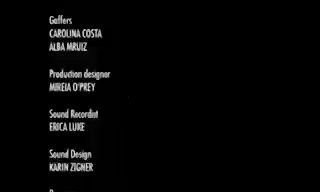 Gaffers
CAROLINA COSTA
ALBA MRUIZ
Production designer
MIREIA O'PREY
Sound Recordist
ERICA LUKE
Sound Design
KARIN ZIGNER